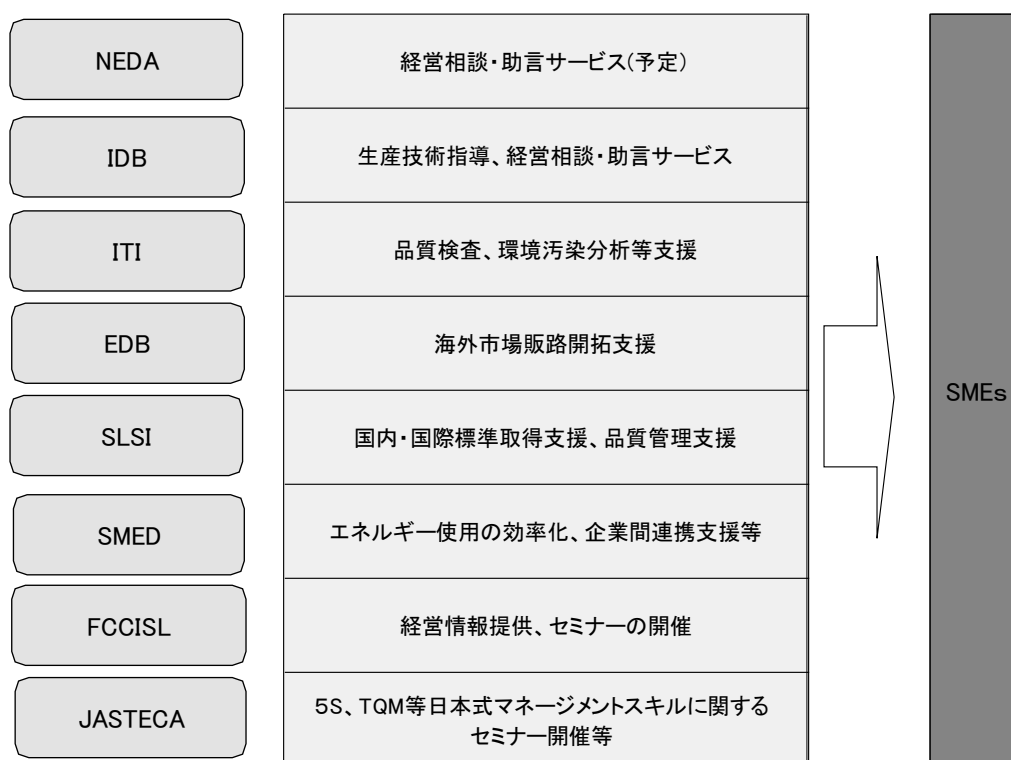 NEDA
経営相談・助言サービス(予定)
IDB
生産技術指導、経営相談・助言サービス
ITI
品質検査、環境汚染分析等支援
EDB
海外市場販路開拓支援
SLSI
国内・国際標準取得支援、品質管理支援
SMED
エネルギー使用の効率化、企業間連携支援等
FCCISL
経営情報提供、セミナーの開催
JASTECA
5S、TQM等日本式マネージメントスキルに関する
セミナー開催等
SMEs